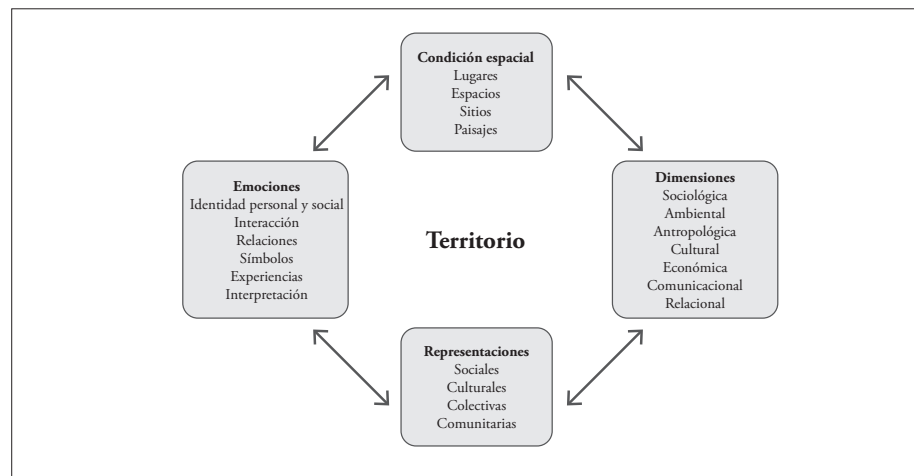 Condición espacial
Lugares
Espacios
Sitios
Paisajes
Emociones
Identidad personal y social
Interacción
Relaciones
Símbolos
Experiencias
Interpretación
Territorio
Dimensiones
Sociológica
Ambiental
Antropológica
Cultural
Económica
Comunicacional
Relacional
Representaciones
Sociales
Culturales
Colectivas
Comunitarias